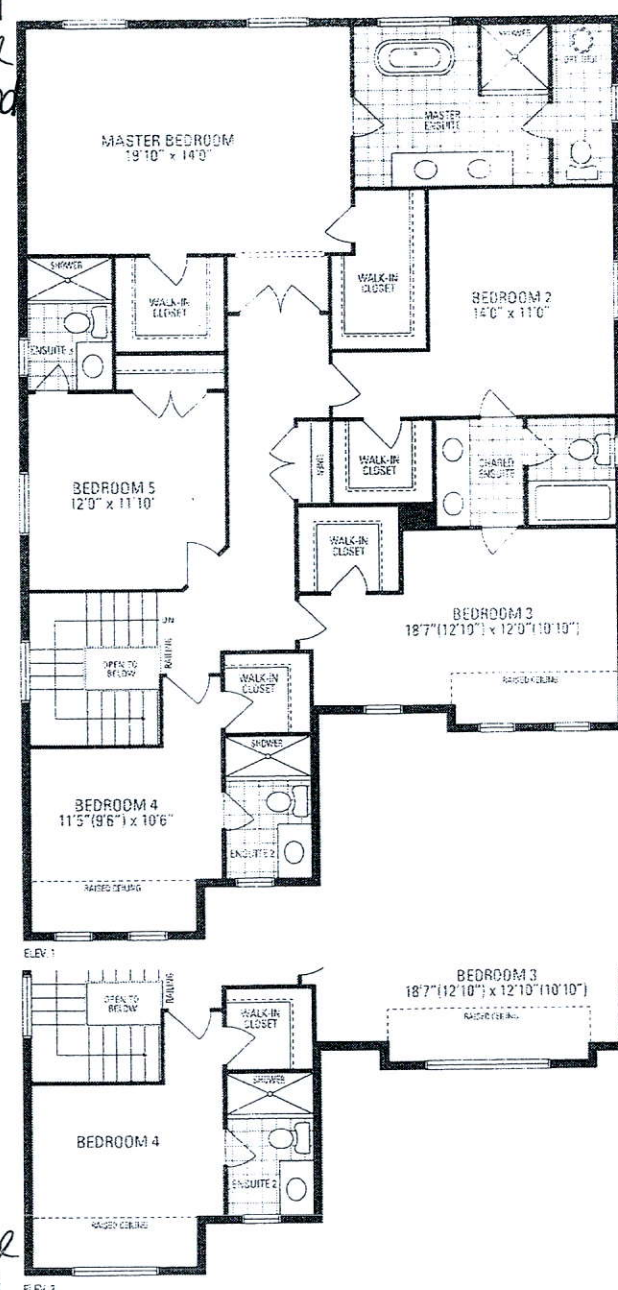 SHOWER
MASTER
ENSUITE
MASTER BEDROOM
19'10" x 14'0"
WALK-IN
CLOSET
BEDROOM 2
14'0" x 11'0"
SHOWER
WALK-IN
CLOSET
ENSUITE 3
WALK-IN
CLOSET
LINEN
SHARED
ENSUITE
BEDROOM 5
12'0" x 11'10"
WALK-IN
CLOSET
BEDROOM 3
18'7"(12'10") x 12'0"(10'10")
RAISED CEILING
DN
RAILING
OPEN TO
BELOW
WALK-IN
CLOSET
SHOWER
BEDROOM 4
11'5"(9'6") x 10'6"
ENSUITE 2
RAISED CEILING
ELEV. 1
RAILING
OPEN TO
BELOW
WALK-IN
CLOSET
BEDROOM 3
18'7"(12'10") x 12'10"(10'10")
RAISED CEILING
SHOWER
BEDROOM 4
ENSUITE 2
RAISED CEILING